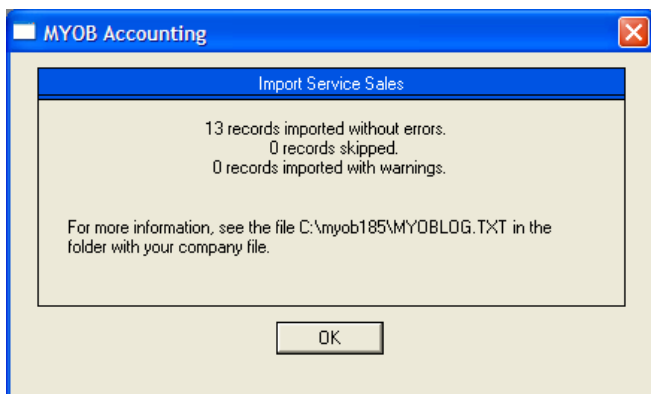 MYOB Accounting
Import Service Sales
13 records imported without errors.
0 records skipped.
0 records imported with warnings.
For more information, see the file C:\myob185\MYOBLOG.TXT in the
folder with your company file.
OK